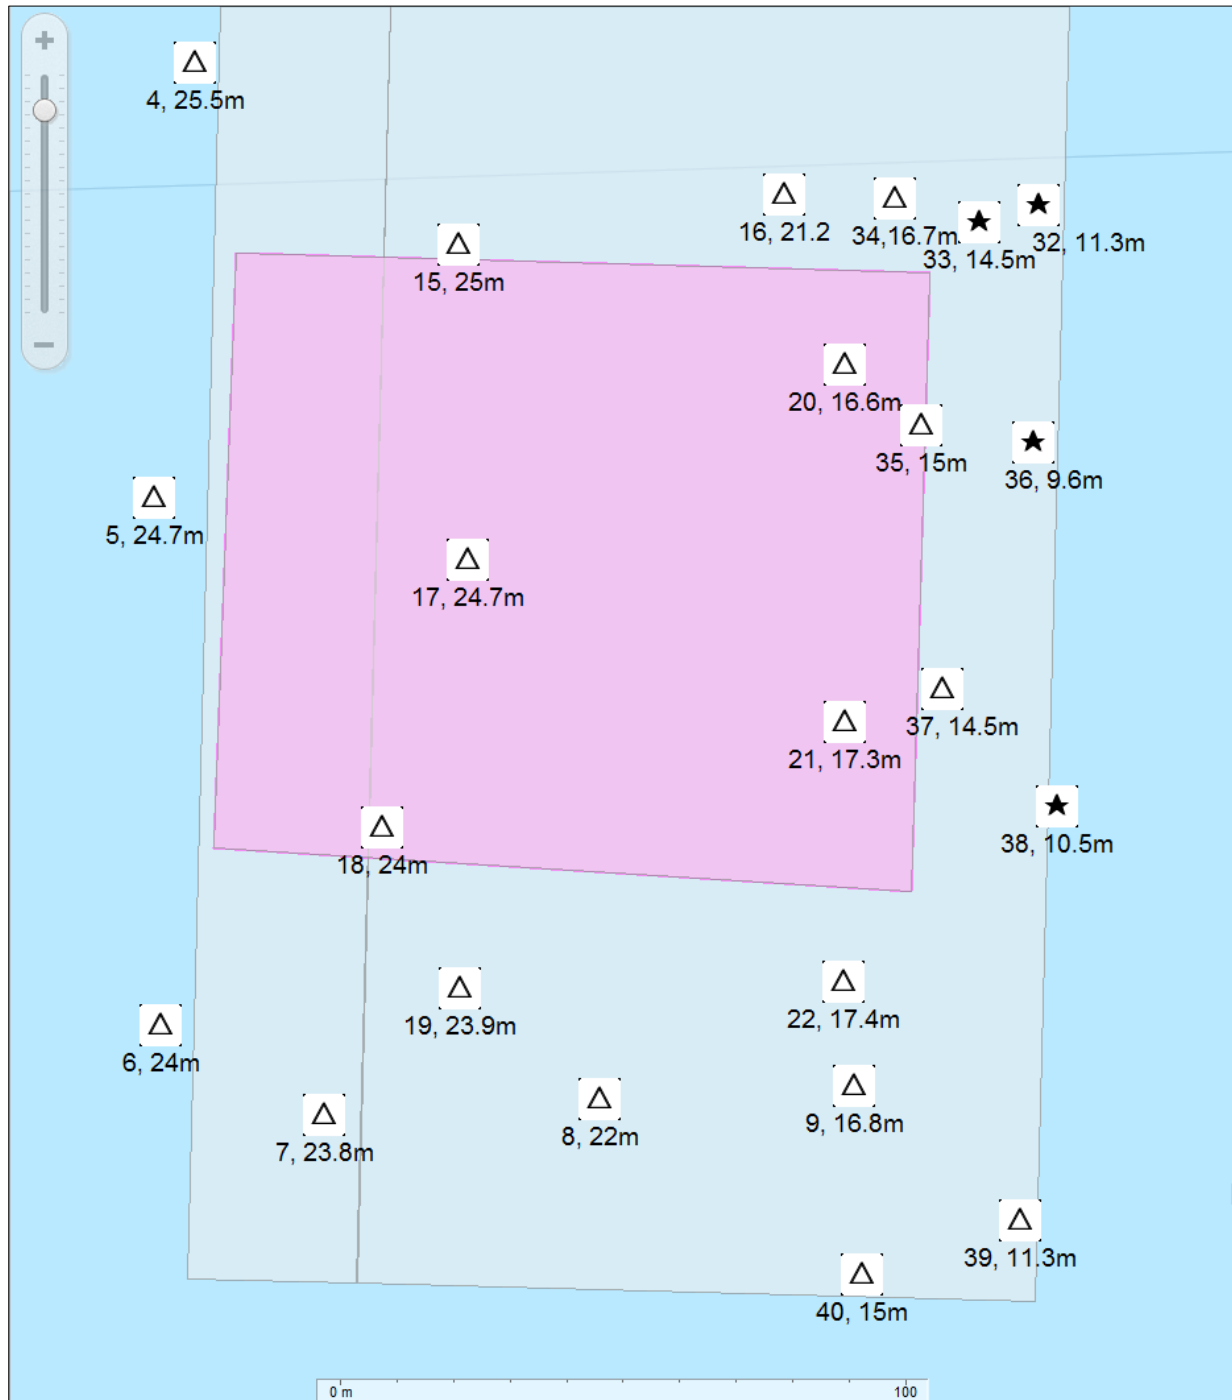 4, 25.5m
16, 21.2
34,16.7m
32, 11.3m
33, 14.5m
15, 25m
20, 16.6m
35, 15m
36, 9.6m
5, 24.7m
17, 24.7m
37, 14.5m
21, 17.3m
38, 10.5m
18, 24m
19, 23.9m
22, 17.4m
6, 24m
9, 16.8m
8, 22m
7, 23.8m
39, 11.3m
40, 15m
0 m 100